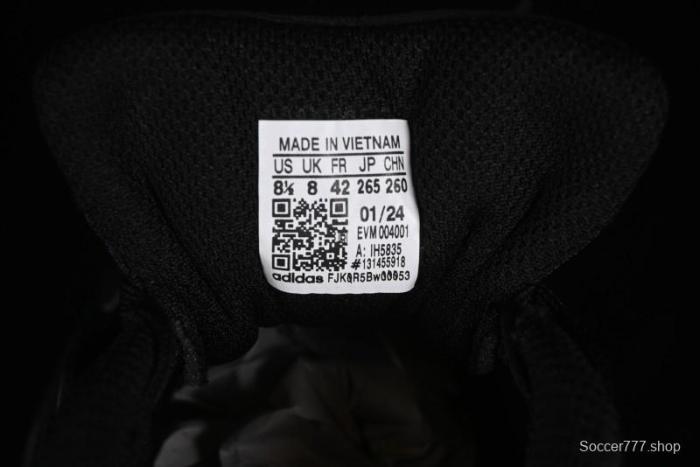 MADE IN VIETNAM
US UK FR JP CHN
8½ 8 42 265 260
01/24
EVM 004001
A: IH5835
#131455918
adidas FJK0R5Bw00053
Soccer777.shop